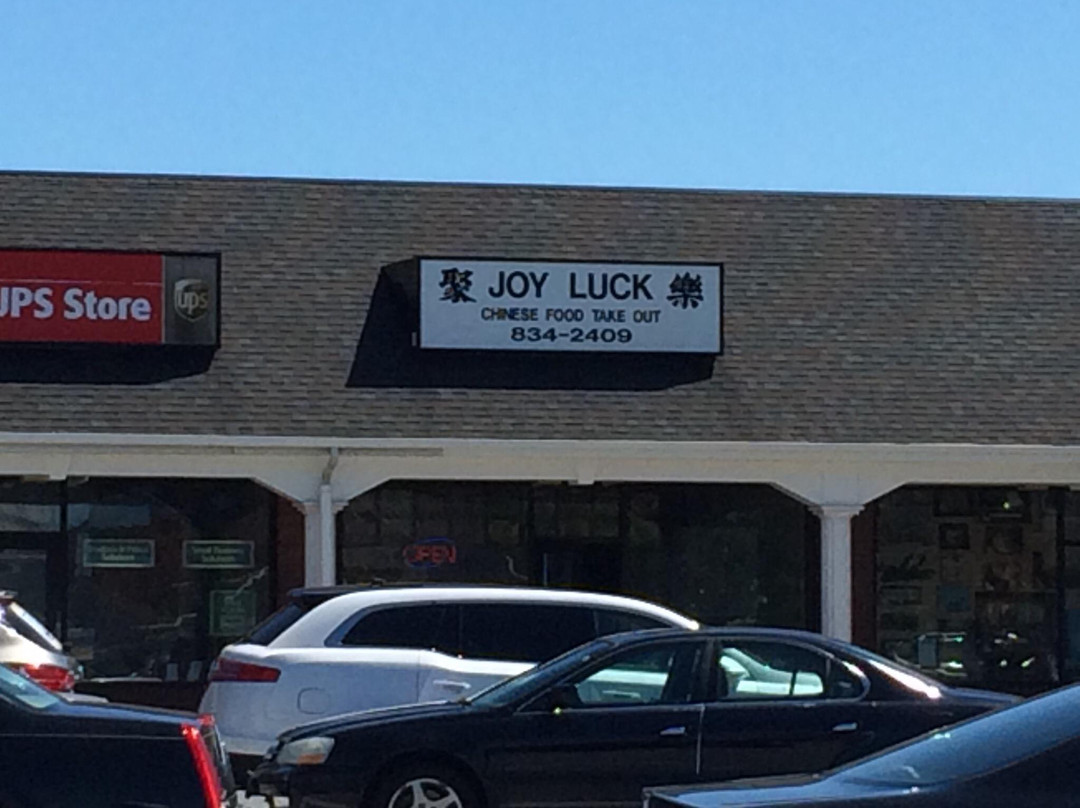 UPS Store
ups
聚 JOY LUCK 樂
CHINESE FOOD TAKE OUT
834-2409
OPEN